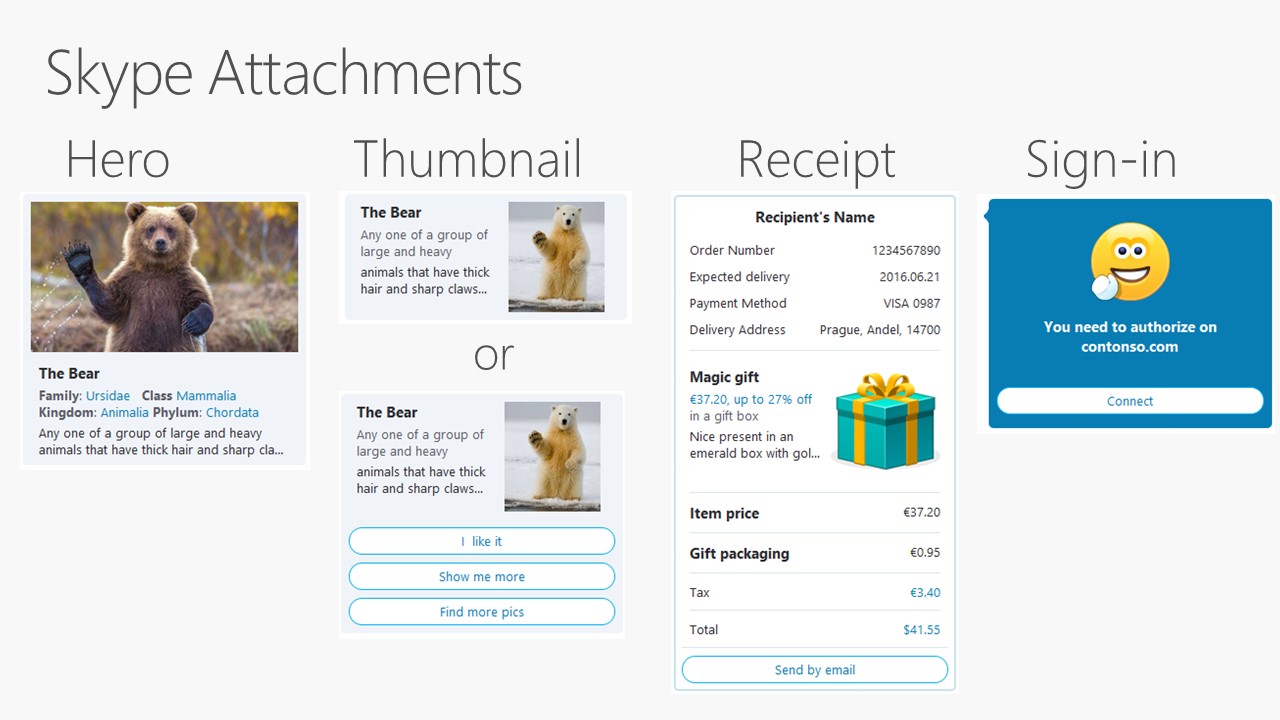 Skype Attachments
Hero
The Bear
Family: Ursidae Class Mammalia
Kingdom: Animalia Phylum: Chordata
Any one of a group of large and heavy
animals that have thick hair and sharp cla...
Thumbnail
The Bear
Any one of a group of
large and heavy
animals that have thick
hair and sharp claws...
or
The Bear
Any one of a group of
large and heavy
animals that have thick
hair and sharp claws...
I like it
Show me more
Find more pics
Receipt
Recipient's Name
Order Number 1234567890
Expected delivery 2016.06.21
Payment Method VISA 0987
Delivery Address Prague, Andel, 14700
Magic gift
€37.20, up to 27% off
in a gift box
Nice present in an
emerald box with gol...
Item price €37.20
Gift packaging €0.95
Tax €3.40
Total $41.55
Send by email
Sign-in
You need to authorize on
contonso.com
Connect